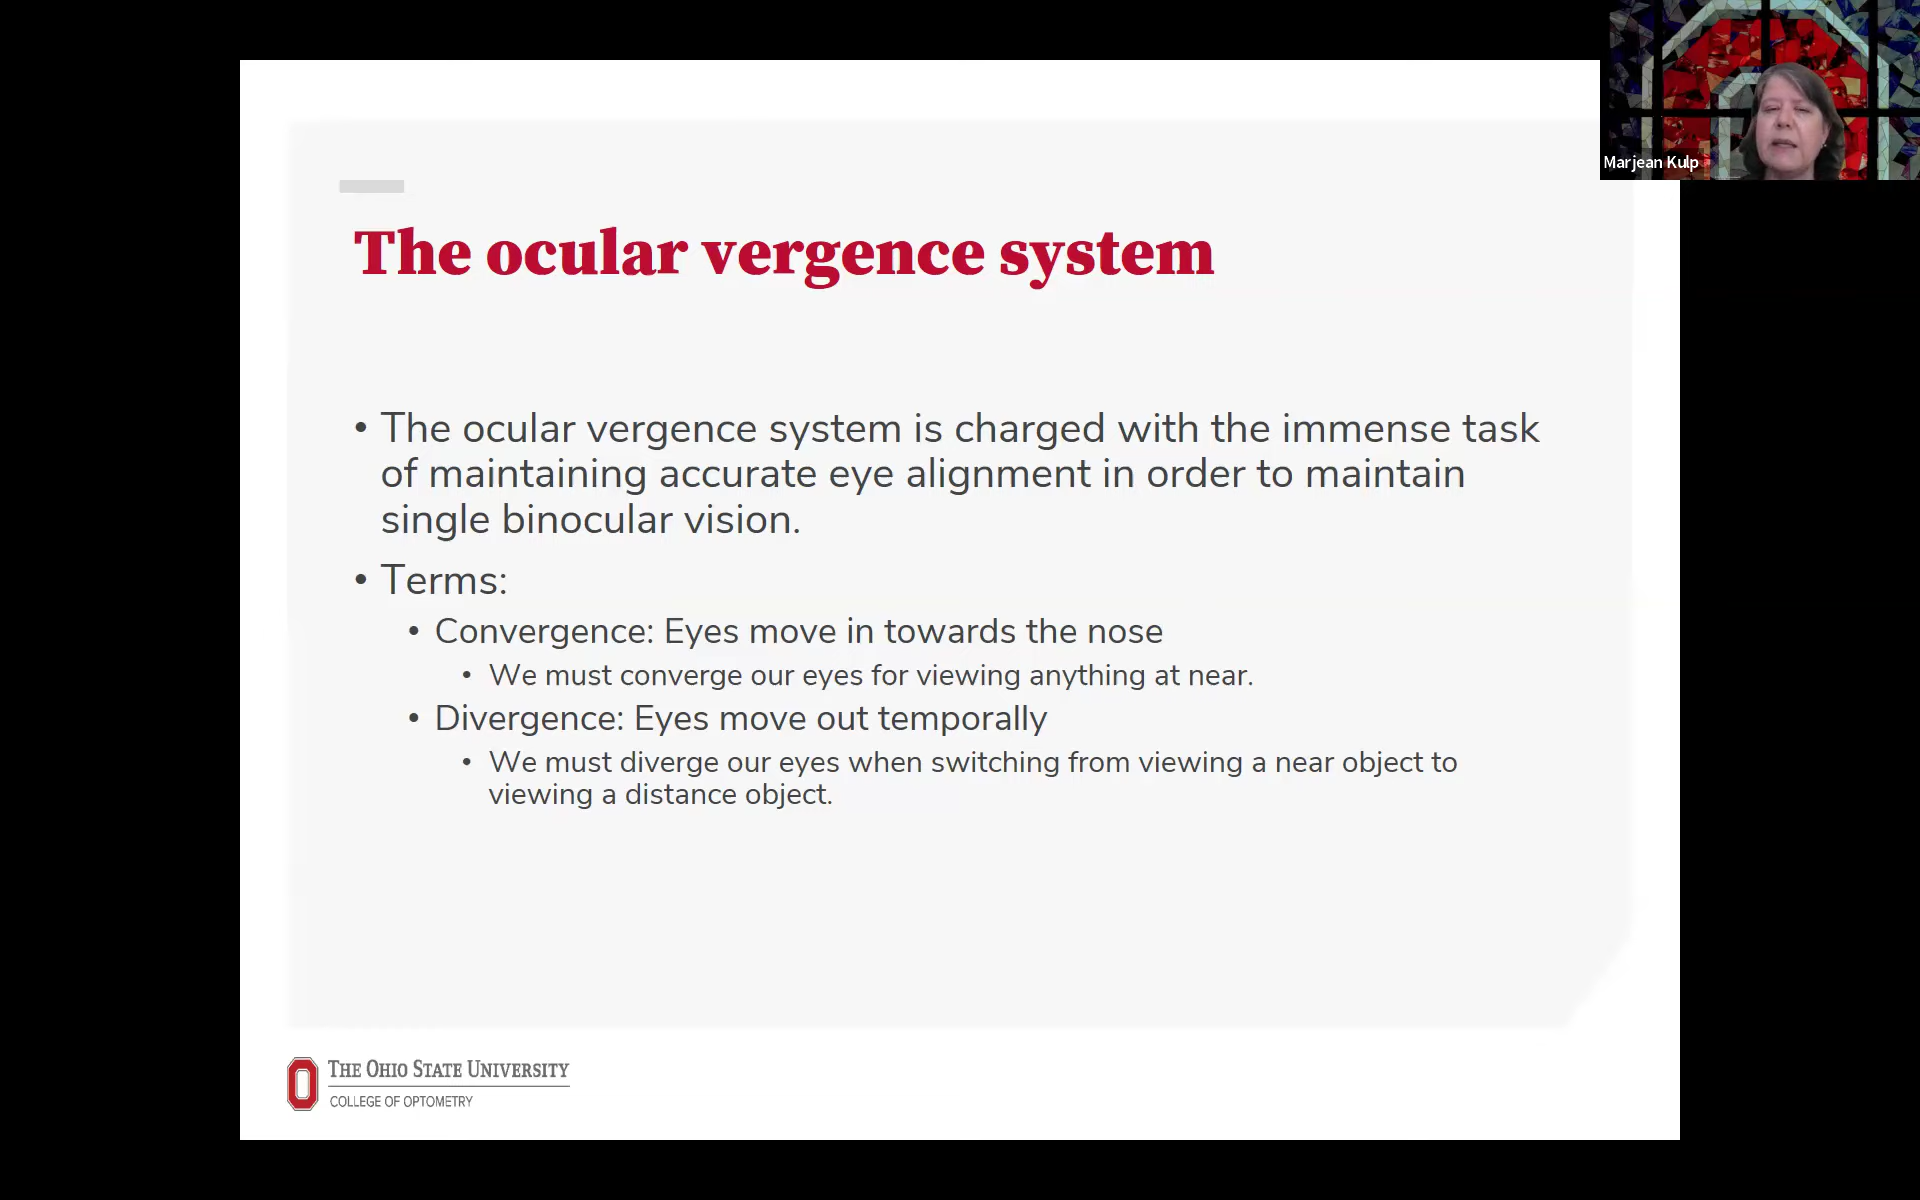 Marjean Kulp
The ocular vergence system
• The ocular vergence system is charged with the immense task
of maintaining accurate eye alignment in order to maintain
single binocular vision.
• Terms:
• Convergence: Eyes move in towards the nose
• We must converge our eyes for viewing anything at near.
• Divergence: Eyes move out temporally
• We must diverge our eyes when switching from viewing a near object to
viewing a distance object.
THE OHIO STATE UNIVERSITY
COLLEGE OF OPTOMETRY